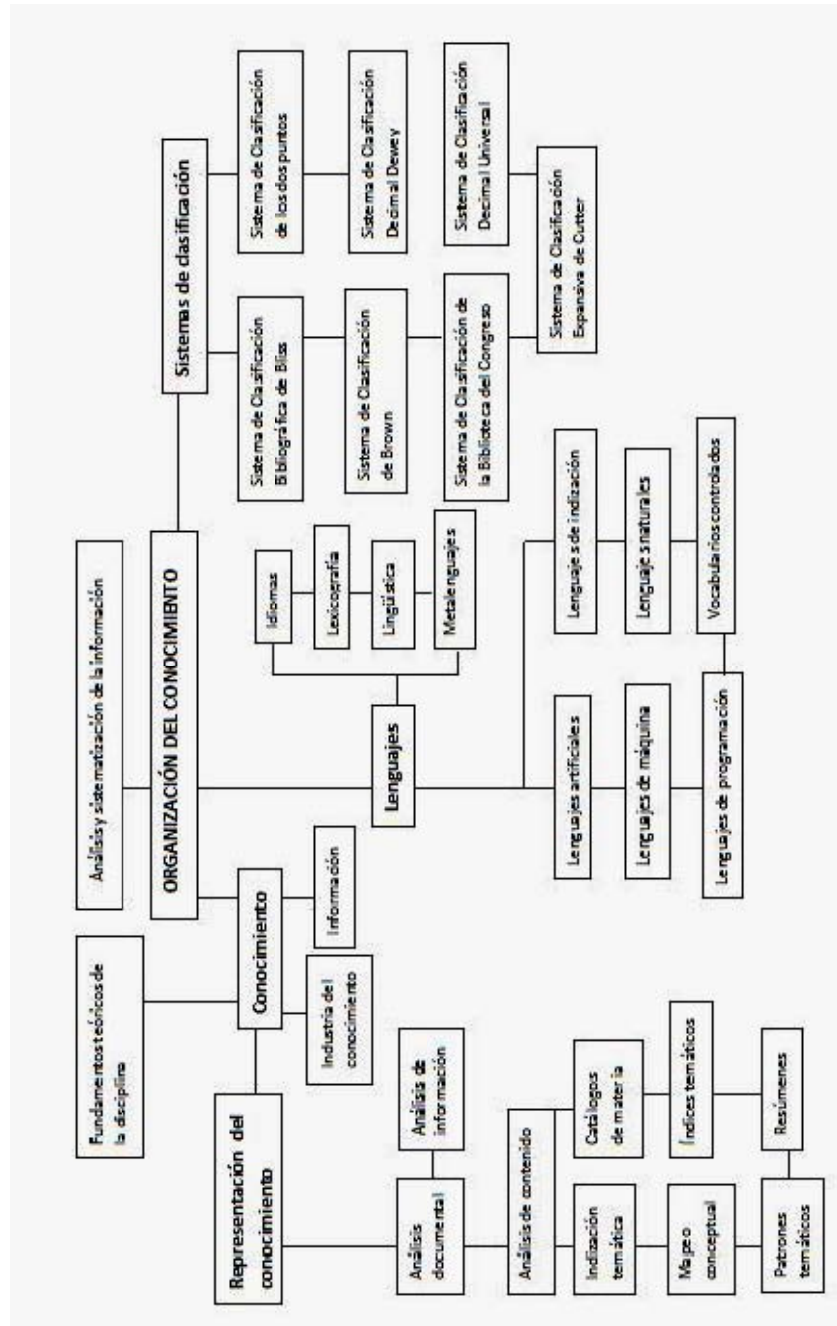 Análisis y sistematización de la información
Fundamentos teóricos de
la disciplina
ORGANIZACIÓN DEL CONOCIMIENTO
Sistemas de clasificación
Conocimiento
Representación del
conocimiento
Industria del
conocimiento
Información
Lenguajes
Idiomas
Lexicografía
Lingüística
Metalenguajes
Sistema de Clasificación
Bibliográfica de Bliss
Sistema de Clasificación
de los dos puntos
Sistema de Clasificación
de Brown
Sistema de Clasificación
Decimal Dewey
Sistema de Clasificación de
la Biblioteca del Congreso
Sistema de Clasificación
Decimal Universal
Sistema de Clasificación
Expansiva de Cutter
Análisis
documental
Análisis de
información
Análisis de contenido
Indización
temática
Catálogos
de materia
Mapeo
conceptual
Índices temáticos
Patrones
temáticos
Resúmenes
Lenguajes artificiales
Lenguajes de indización
Lenguajes de máquina
Lenguajes naturales
Lenguajes de programación
Vocabularios controlados